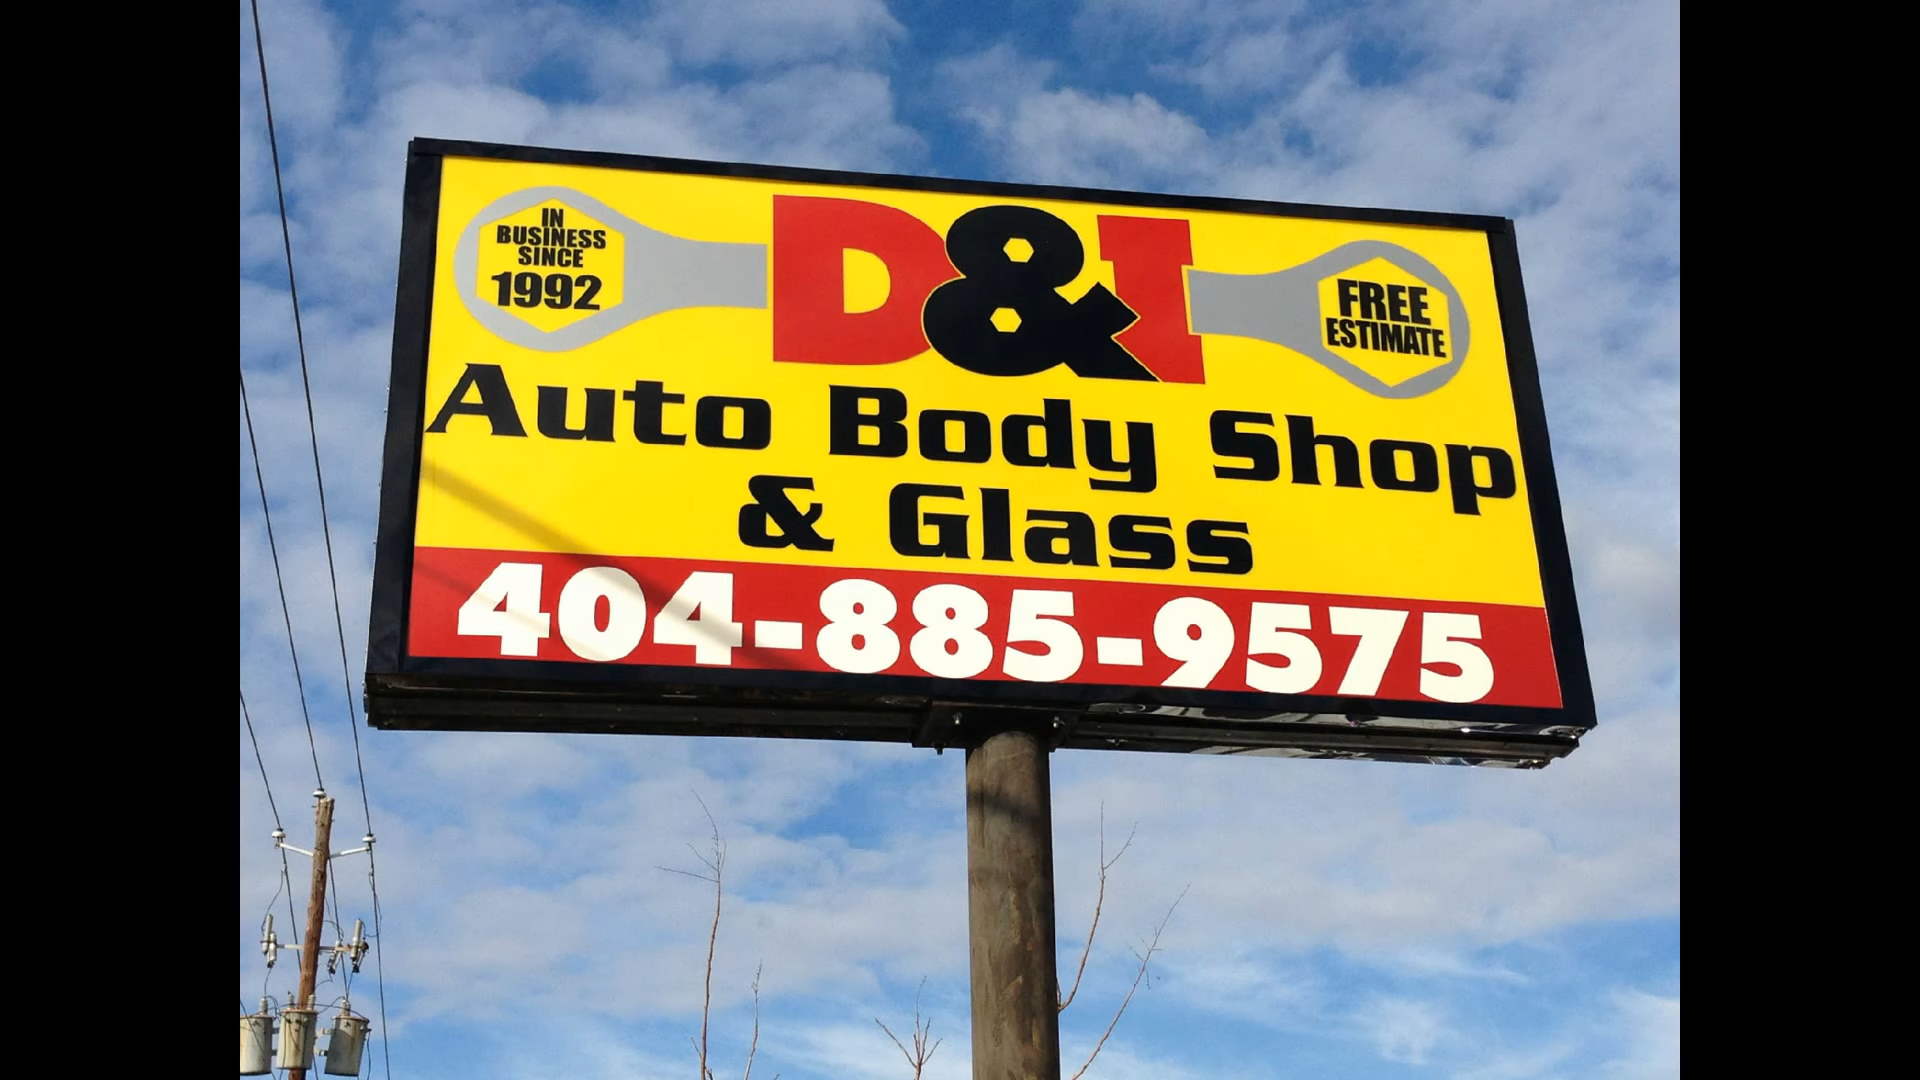 IN
BUSINESS
SINCE
1992
D&I
FREE
ESTIMATE
Auto Body Shop
& Glass
404-885-9575